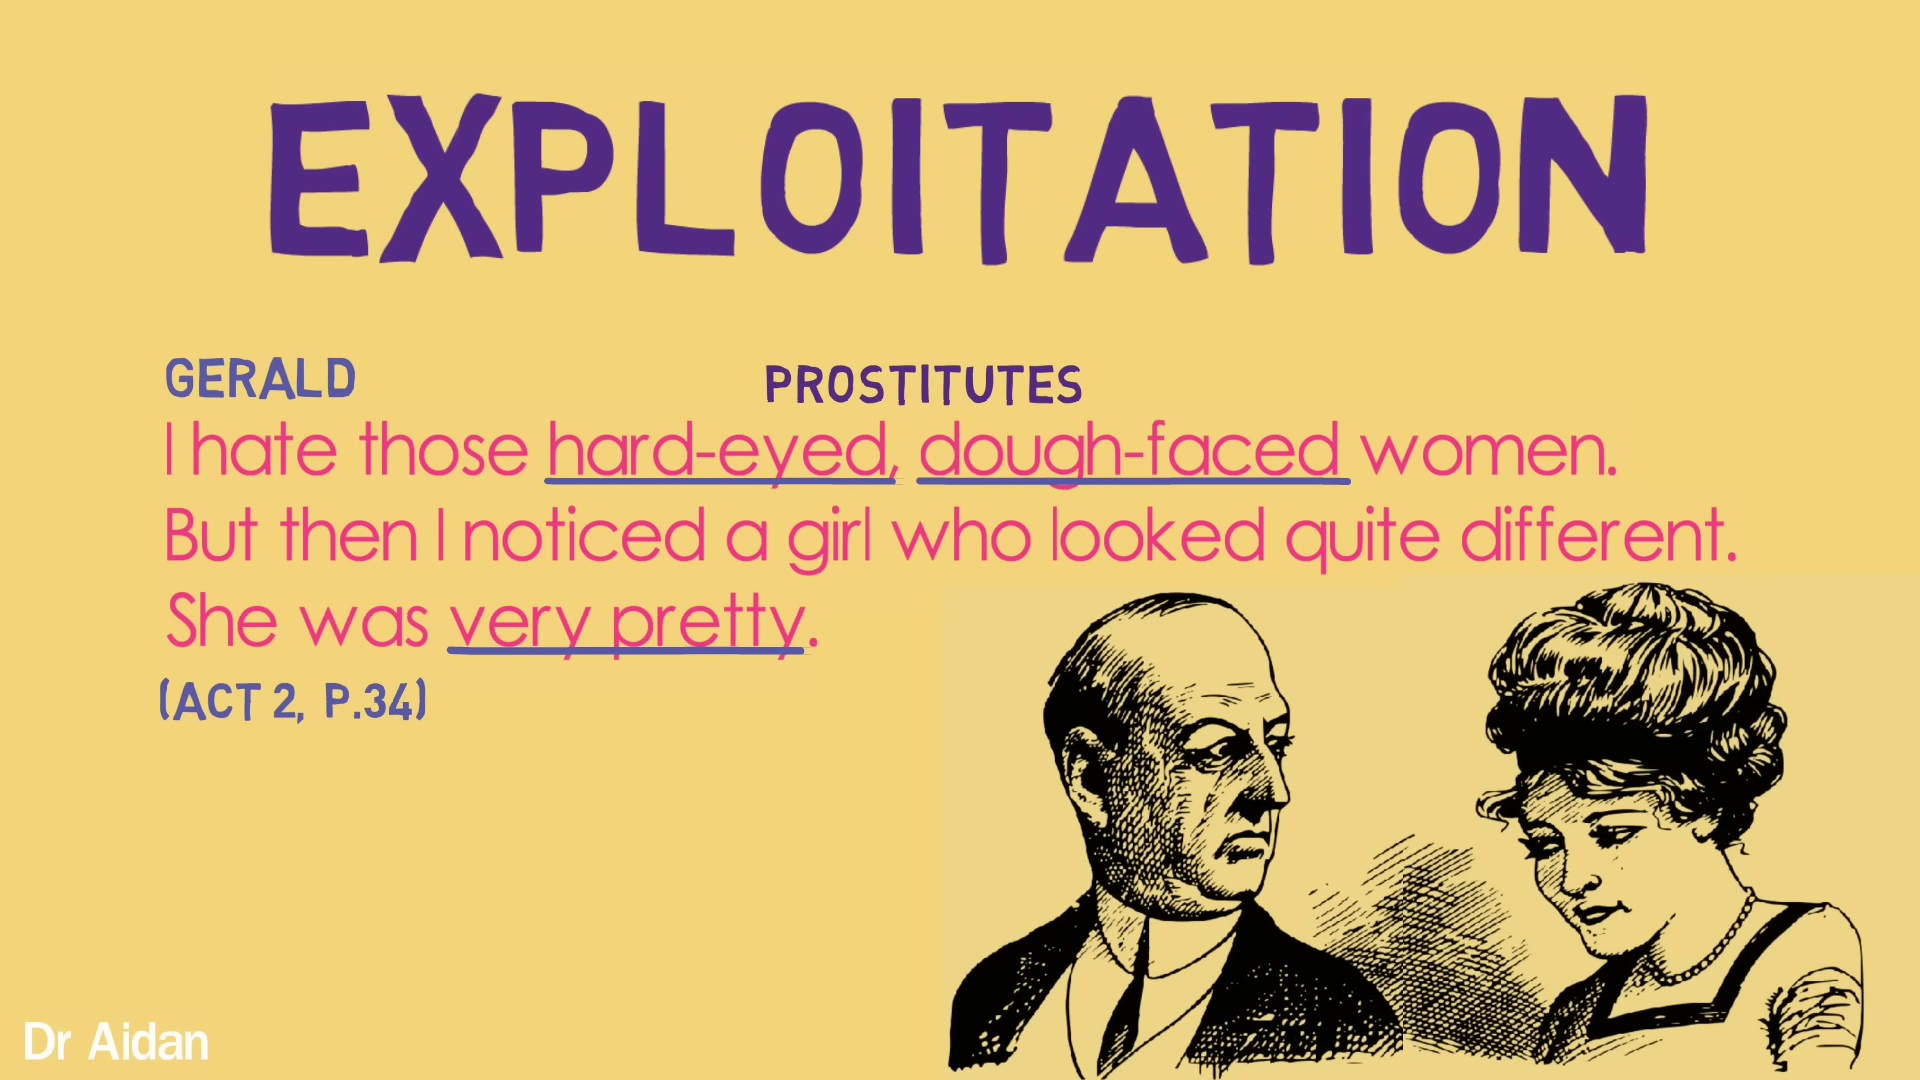 EXPLOITATION
GERALD
PROSTITUTES
I hate those hard-eyed, dough-faced women.
But then I noticed a girl who looked quite different.
She was very pretty.
(ACT 2, P.34)
Dr Aidan